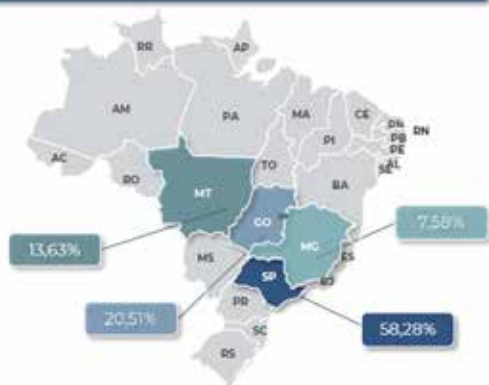 RR
AP
AM
PA
MA
CE
RN
PB
PE
AL
SE
PI
AC
RO
TO
BA
MT
GO
MG
7,58%
13,63%
MS
ES
SP
RJ
20,51%
PR
58,28%
SC
RS